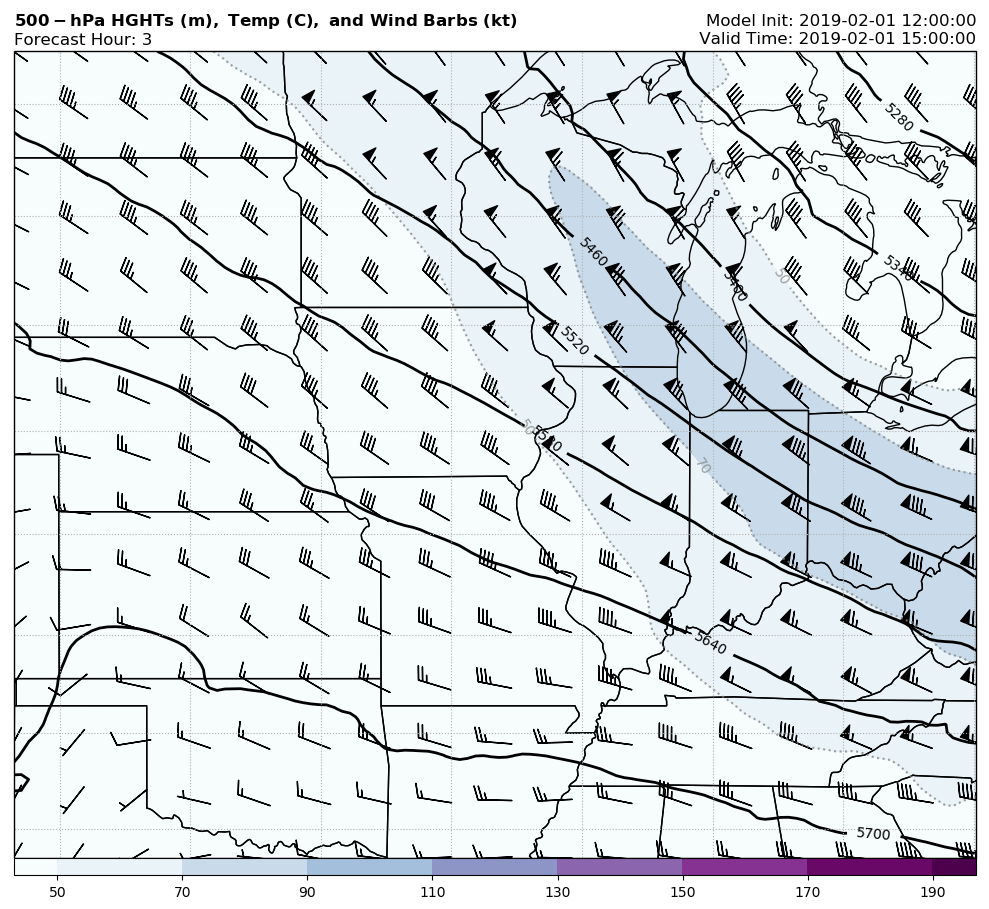 500-hPa HGHTs (m), Temp (C), and Wind Barbs (kt)
Model Init: 2019-02-01 12:00:00
Forecast Hour: 3
Valid Time: 2019-02-01 15:00:00
5280
5340
5460
5400
50
5520
50
5580
70
5640
5700
50 70 90 110 130 150 170 190